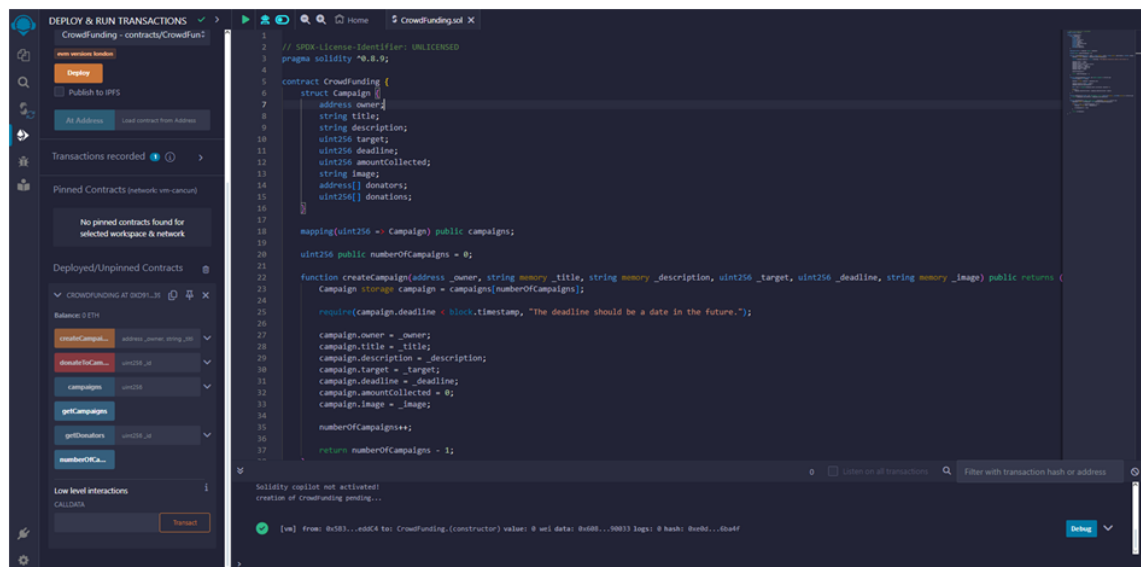 DEPLOY & RUN TRANSACTIONS
CrowdFunding - contracts/CrowdFun
evm version: london
Deploy
Publish to IPFS
At Address Load contract from Address
Transactions recorded 1 i
Pinned Contracts (network: vm-cancun)
No pinned contracts found for
selected workspace & network
Deployed/Unpinned Contracts
CROWDFUNDING AT 0XD91...39
Balance: 0 ETH
createCampai... address _owner, string _titl
donateToCam... uint256 _id
campaigns uint256
getCampaigns
getDonators uint256 _id
numberOfCa...
Low level interactions i
CALLDATA
Transact
Home
CrowdFunding.sol
1
2 // SPDX-License-Identifier: UNLICENSED
3 pragma solidity ^0.8.9;
4
5 contract CrowdFunding {
6 struct Campaign {
7 address owner;
8 string title;
9 string description;
10 uint256 target;
11 uint256 deadline;
12 uint256 amountCollected;
13 string image;
14 address[] donators;
15 uint256[] donations;
16 }
17
18 mapping(uint256 => Campaign) public campaigns;
19
20 uint256 public numberOfCampaigns = 0;
21
22 function createCampaign(address _owner, string memory _title, string memory _description, uint256 _target, uint256 _deadline, string memory _image) public returns (
23 Campaign storage campaign = campaigns[numberOfCampaigns];
24
25 require(campaign.deadline < block.timestamp, "The deadline should be a date in the future.");
26
27 campaign.owner = _owner;
28 campaign.title = _title;
29 campaign.description = _description;
30 campaign.target = _target;
31 campaign.deadline = _deadline;
32 campaign.amountCollected = 0;
33 campaign.image = _image;
34
35 numberOfCampaigns++;
36
37 return numberOfCampaigns - 1;
0 Listen on all transactions Filter with transaction hash or address
Solidity copilot not activated!
creation of CrowdFunding pending...
[vm] from: 0x5B3...eddC4 to: CrowdFunding.(constructor) value: 0 wei data: 0x608...90033 logs: 0 hash: 0xe0d...6ba4f
Debug
>